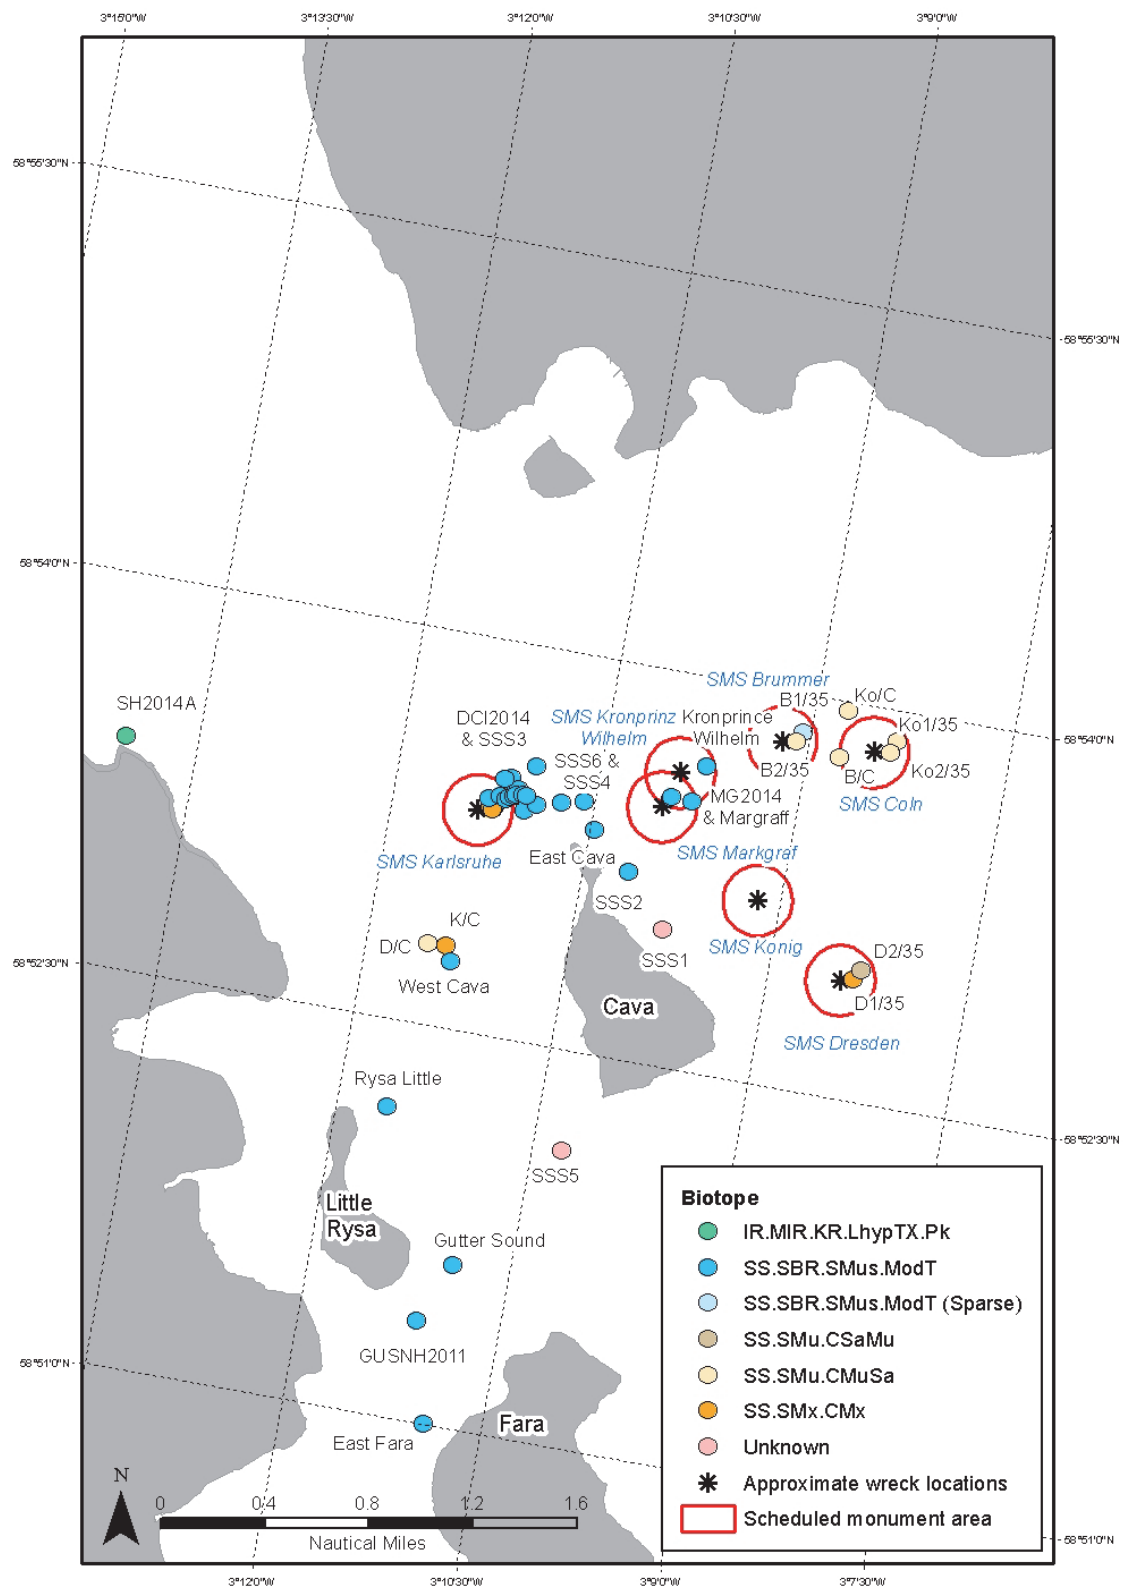 3°15'0"W
3°13'30"W
3°12'0"W
3°10'30"W
3°9'0"W
58°55'30"N
58°55'30"N
58°54'0"N
SH2014A
DCI2014
& SSS3
SMS Kronprinz
Wilhelm
Kronprince
Wilhelm
SMS Brummer
B1/35
Ko/C
Ko1/35
58°54'0"N
SSS6 &
SSS4
B2/35
B/C
Ko2/35
MG2014
& Margraff
SMS Coln
SMS Karlsruhe
East Cava
SMS Markgraf
SSS2
K/C
D/C
SSS1
SMS Konig
D2/35
58°52'30"N
West Cava
Cava
D1/35
SMS Dresden
Rysa Little
58°52'30"N
SSS5
Little
Rysa
Gutter Sound
GUSNH2011
58°51'0"N
Fara
East Fara
Biotope
IR.MIR.KR.LhypTX.Pk
SS.SBR.SMus.ModT
SS.SBR.SMus.ModT (Sparse)
SS.SMu.CSaMu
SS.SMu.CMuSa
SS.SMx.CMx
Unknown
Approximate wreck locations
Scheduled monument area
N
0 0.4 0.8 1.2 1.6
Nautical Miles
58°51'0"N
3°12'0"W
3°10'30"W
3°9'0"W
3°7'30"W